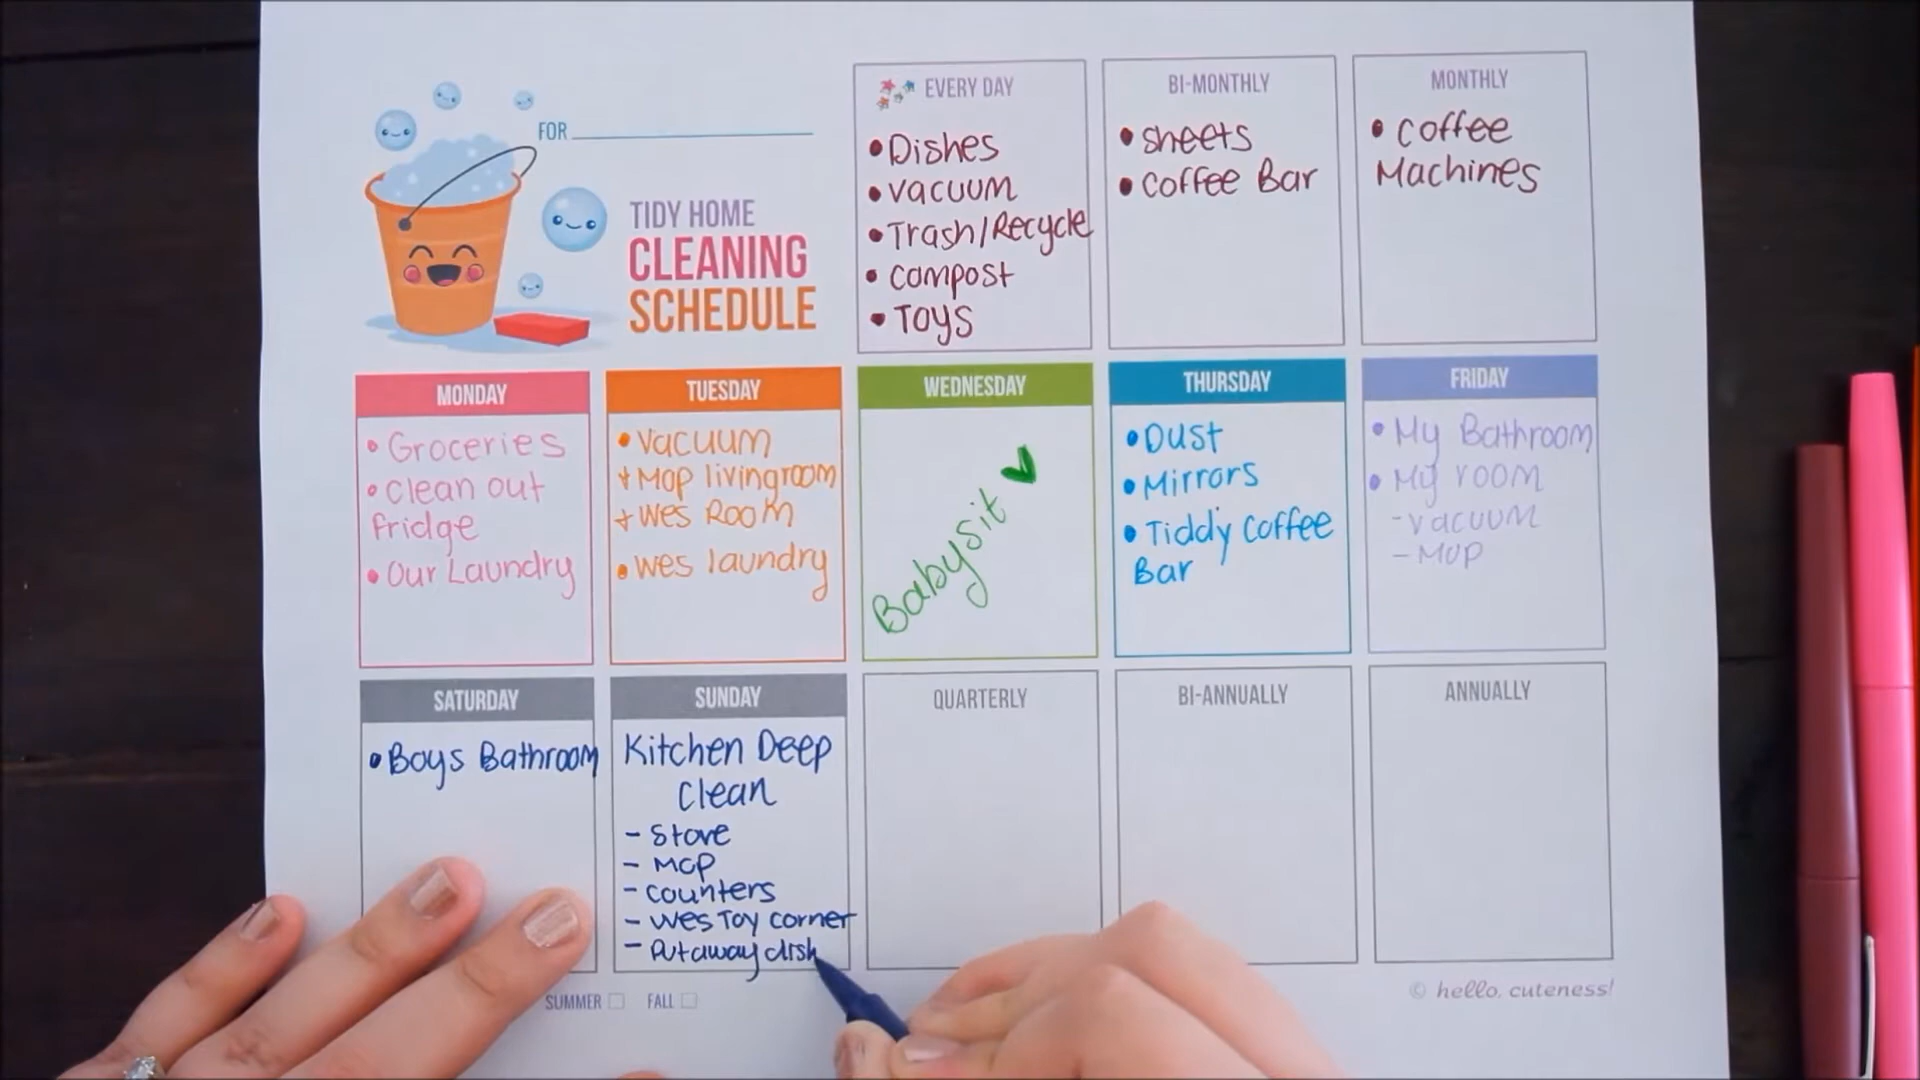 FOR
TIDY HOME
CLEANING
SCHEDULE
EVERY DAY
• Dishes
• Vacuum
• Trash/Recycle
• Compost
• Toys
BI-MONTHLY
• Sheets
• Coffee Bar
MONTHLY
• Coffee
Machines
MONDAY
• Groceries
• Clean out
fridge
• Our Laundry
TUESDAY
• Vacuum
+ Mop livingroom
+ Wes Room
• Wes laundry
WEDNESDAY
Babysit
THURSDAY
• Dust
• Mirrors
• Tiddy Coffee
Bar
FRIDAY
• My Bathroom
• My room
- Vacuum
- Mop
SATURDAY
• Boys Bathroom
SUNDAY
Kitchen Deep
Clean
- Stove
- Mop
- Counters
- Wes Toy corner
- Put away dish
QUARTERLY
BI-ANNUALLY
ANNUALLY
SUMMER FALL
© hello, cuteness!